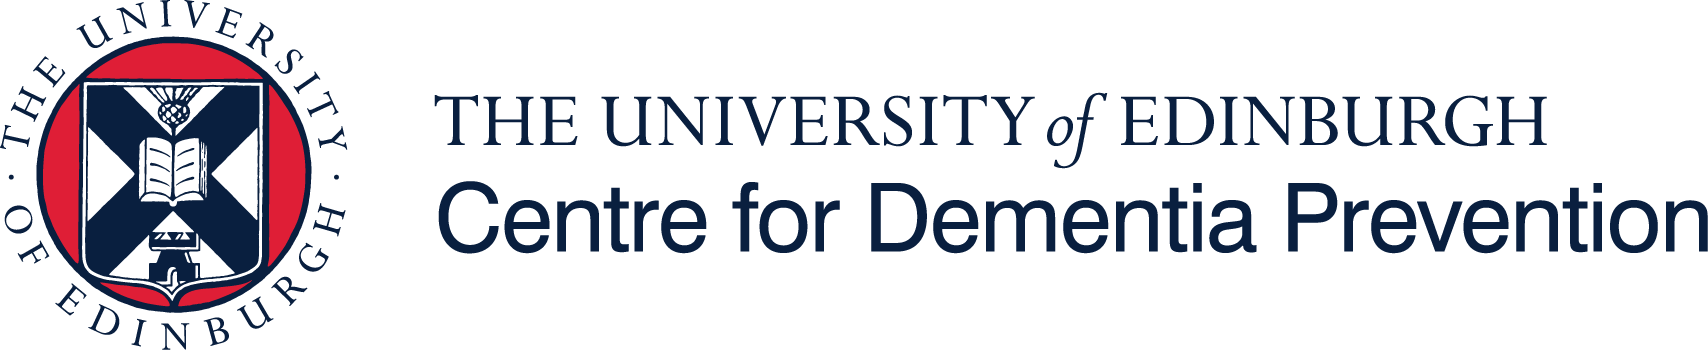 THE UNIVERSITY
· OF EDINBURGH ·
THE UNIVERSITY of EDINBURGH
Centre for Dementia Prevention